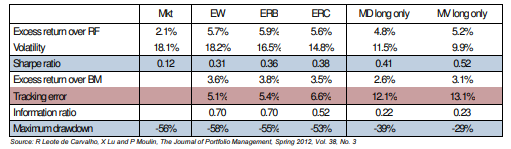 Mkt EW ERB ERC MD long only MV long only
Excess return over RF 2.1% 5.7% 5.9% 5.6% 4.8% 5.2%
Volatility 18.1% 18.2% 16.5% 14.8% 11.5% 9.9%
Sharpe ratio 0.12 0.31 0.36 0.38 0.41 0.52
Excess return over BM 3.6% 3.8% 3.5% 2.6% 3.1%
Tracking error 5.1% 5.4% 6.6% 12.1% 13.1%
Information ratio 0.70 0.70 0.52 0.22 0.23
Maximum drawdown -56% -58% -55% -53% -39% -29%
Source: R Leote de Carvalho, X Lu and P Moulin, The Journal of Portfolio Management, Spring 2012, Vol. 38, No. 3